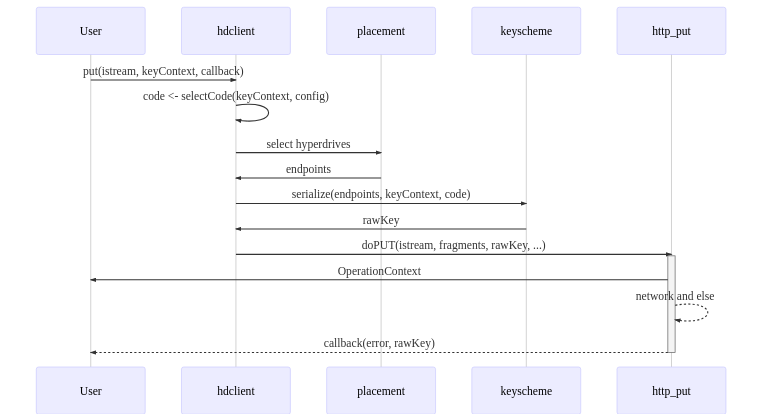 User
hdclient
placement
keyscheme
http_put
put(istream, keyContext, callback)
code <- selectCode(keyContext, config)
select hyperdrives
endpoints
serialize(endpoints, keyContext, code)
rawKey
doPUT(istream, fragments, rawKey, ...)
OperationContext
network and else
callback(error, rawKey)
User
hdclient
placement
keyscheme
http_put